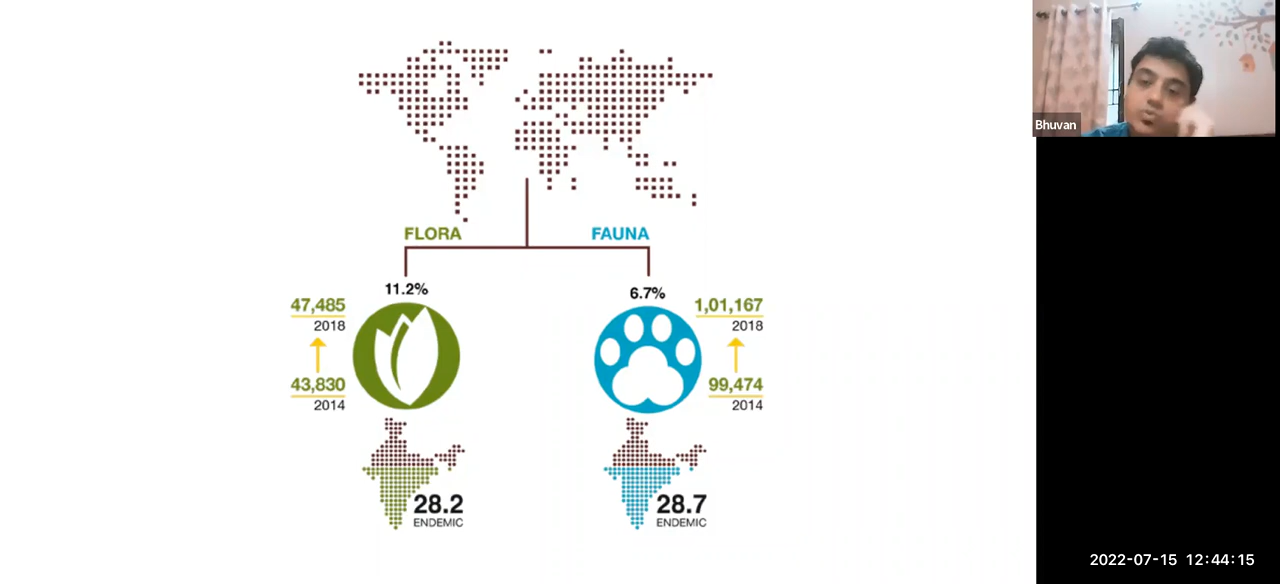 Bhuvan
FLORA
FAUNA
11.2%
6.7%
47,485
2018
43,830
2014
1,01,167
2018
99,474
2014
28.2
ENDEMIC
28.7
ENDEMIC
2022-07-15 12:44:15